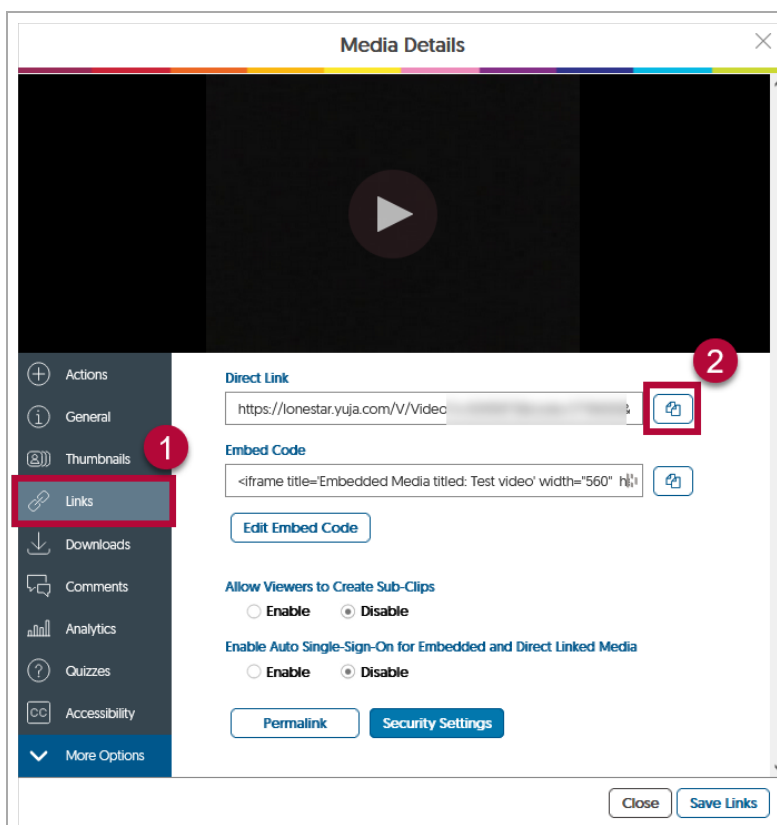 Media Details
Actions
General
1
Thumbnails
Links
Downloads
Comments
Analytics
Quizzes
CC Accessibility
More Options
2
Direct Link
https://lonestar.yuja.com/V/Video
Embed Code
<iframe title='Embedded Media titled: Test video' width="560"
Edit Embed Code
Allow Viewers to Create Sub-Clips
Enable Disable
Enable Auto Single-Sign-On for Embedded and Direct Linked Media
Enable Disable
Permalink Security Settings
Close Save Links